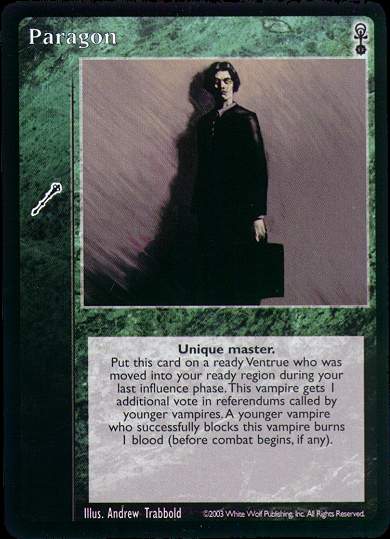 Paragon
Unique master.
Put this card on a ready Ventrue who was
moved into your ready region during your
last influence phase. This vampire gets 1
additional vote in referendums called by
younger vampires. A younger vampire
who successfully blocks this vampire burns
1 blood (before combat begins, if any).
Illus. Andrew Trabbold ©2003 White Wolf Publishing, Inc. All Rights Reserved.